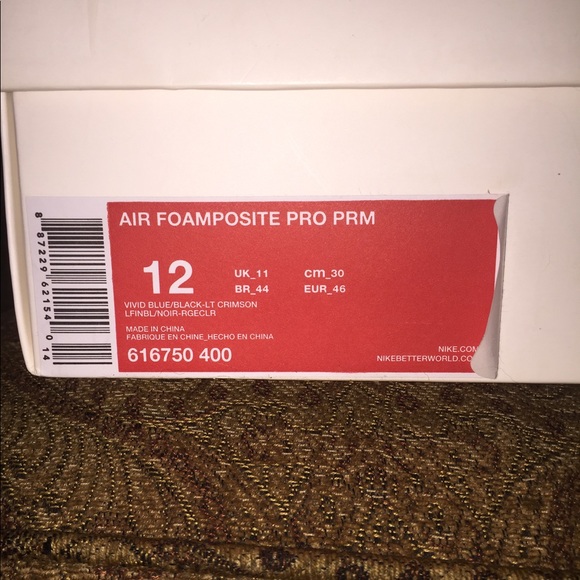 AIR FOAMPOSITE PRO PRM
12
UK_11 cm_30
BR_44 EUR_46
VIVID BLUE/BLACK-LT CRIMSON
LFINBL/NOIR-RGECLR
MADE IN CHINA
FABRIQUE EN CHINE_HECHO EN CHINA
616750 400
NIKE.COM
NIKEBETTERWORLD.CO
8 87229 62154 0 14